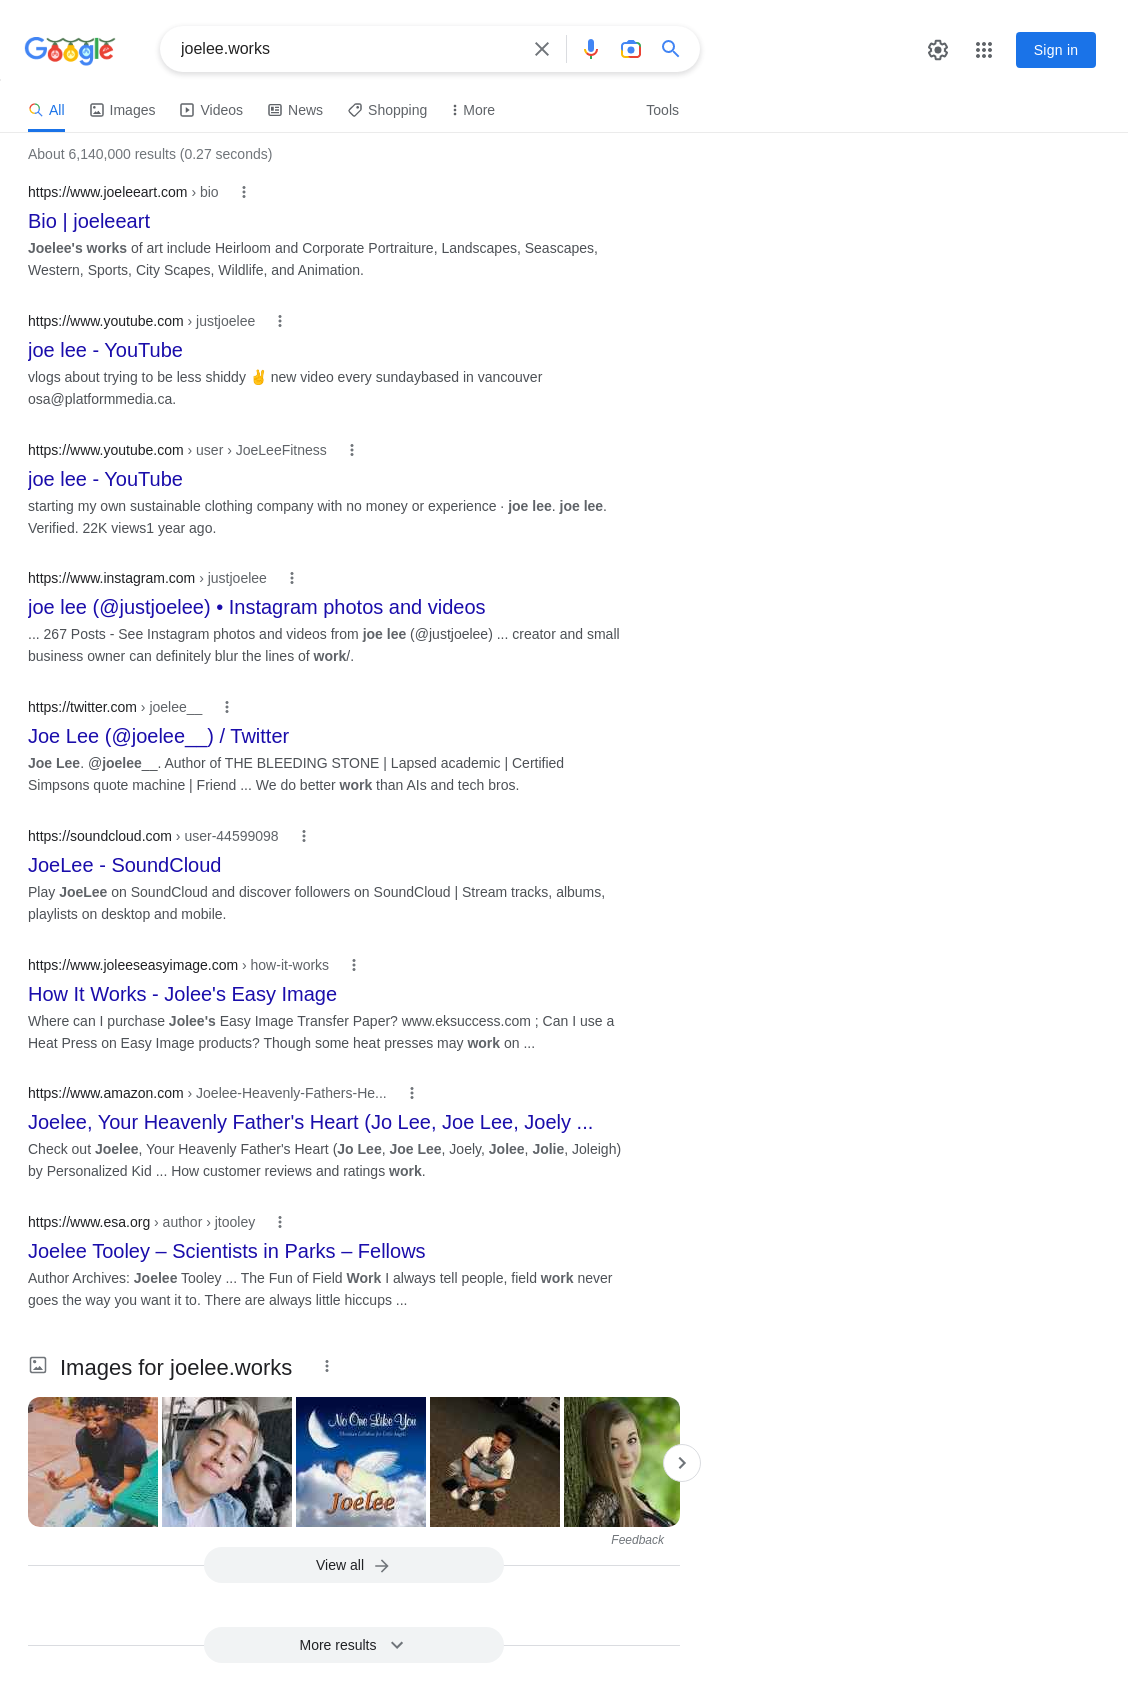 Google
joelee.works
Sign in
All Images Videos News Shopping More Tools
About 6,140,000 results (0.27 seconds)
https://www.joeleeart.com › bio
Bio | joeleeart
Joelee's works of art include Heirloom and Corporate Portraiture, Landscapes, Seascapes,
Western, Sports, City Scapes, Wildlife, and Animation.
https://www.youtube.com › justjoelee
joe lee - YouTube
vlogs about trying to be less shiddy ✌️ new video every sundaybased in vancouver
osa@platformmedia.ca.
https://www.youtube.com › user › JoeLeeFitness
joe lee - YouTube
starting my own sustainable clothing company with no money or experience · joe lee. joe lee.
Verified. 22K views1 year ago.
https://www.instagram.com › justjoelee
joe lee (@justjoelee) • Instagram photos and videos
... 267 Posts - See Instagram photos and videos from joe lee (@justjoelee) ... creator and small
business owner can definitely blur the lines of work/.
https://twitter.com › joelee__
Joe Lee (@joelee__) / Twitter
Joe Lee. @joelee__. Author of THE BLEEDING STONE | Lapsed academic | Certified
Simpsons quote machine | Friend ... We do better work than AIs and tech bros.
https://soundcloud.com › user-44599098
JoeLee - SoundCloud
Play JoeLee on SoundCloud and discover followers on SoundCloud | Stream tracks, albums,
playlists on desktop and mobile.
https://www.joleeseasyimage.com › how-it-works
How It Works - Jolee's Easy Image
Where can I purchase Jolee's Easy Image Transfer Paper? www.eksuccess.com ; Can I use a
Heat Press on Easy Image products? Though some heat presses may work on ...
https://www.amazon.com › Joelee-Heavenly-Fathers-He...
Joelee, Your Heavenly Father's Heart (Jo Lee, Joe Lee, Joely ...
Check out Joelee, Your Heavenly Father's Heart (Jo Lee, Joe Lee, Joely, Jolee, Jolie, Joleigh)
by Personalized Kid ... How customer reviews and ratings work.
https://www.esa.org › author › jtooley
Joelee Tooley – Scientists in Parks – Fellows
Author Archives: Joelee Tooley ... The Fun of Field Work I always tell people, field work never
goes the way you want it to. There are always little hiccups ...
Images for joelee.works
No One Like You
Christian Lullabies for Little Angels
Joelee
Feedback
View all
More results